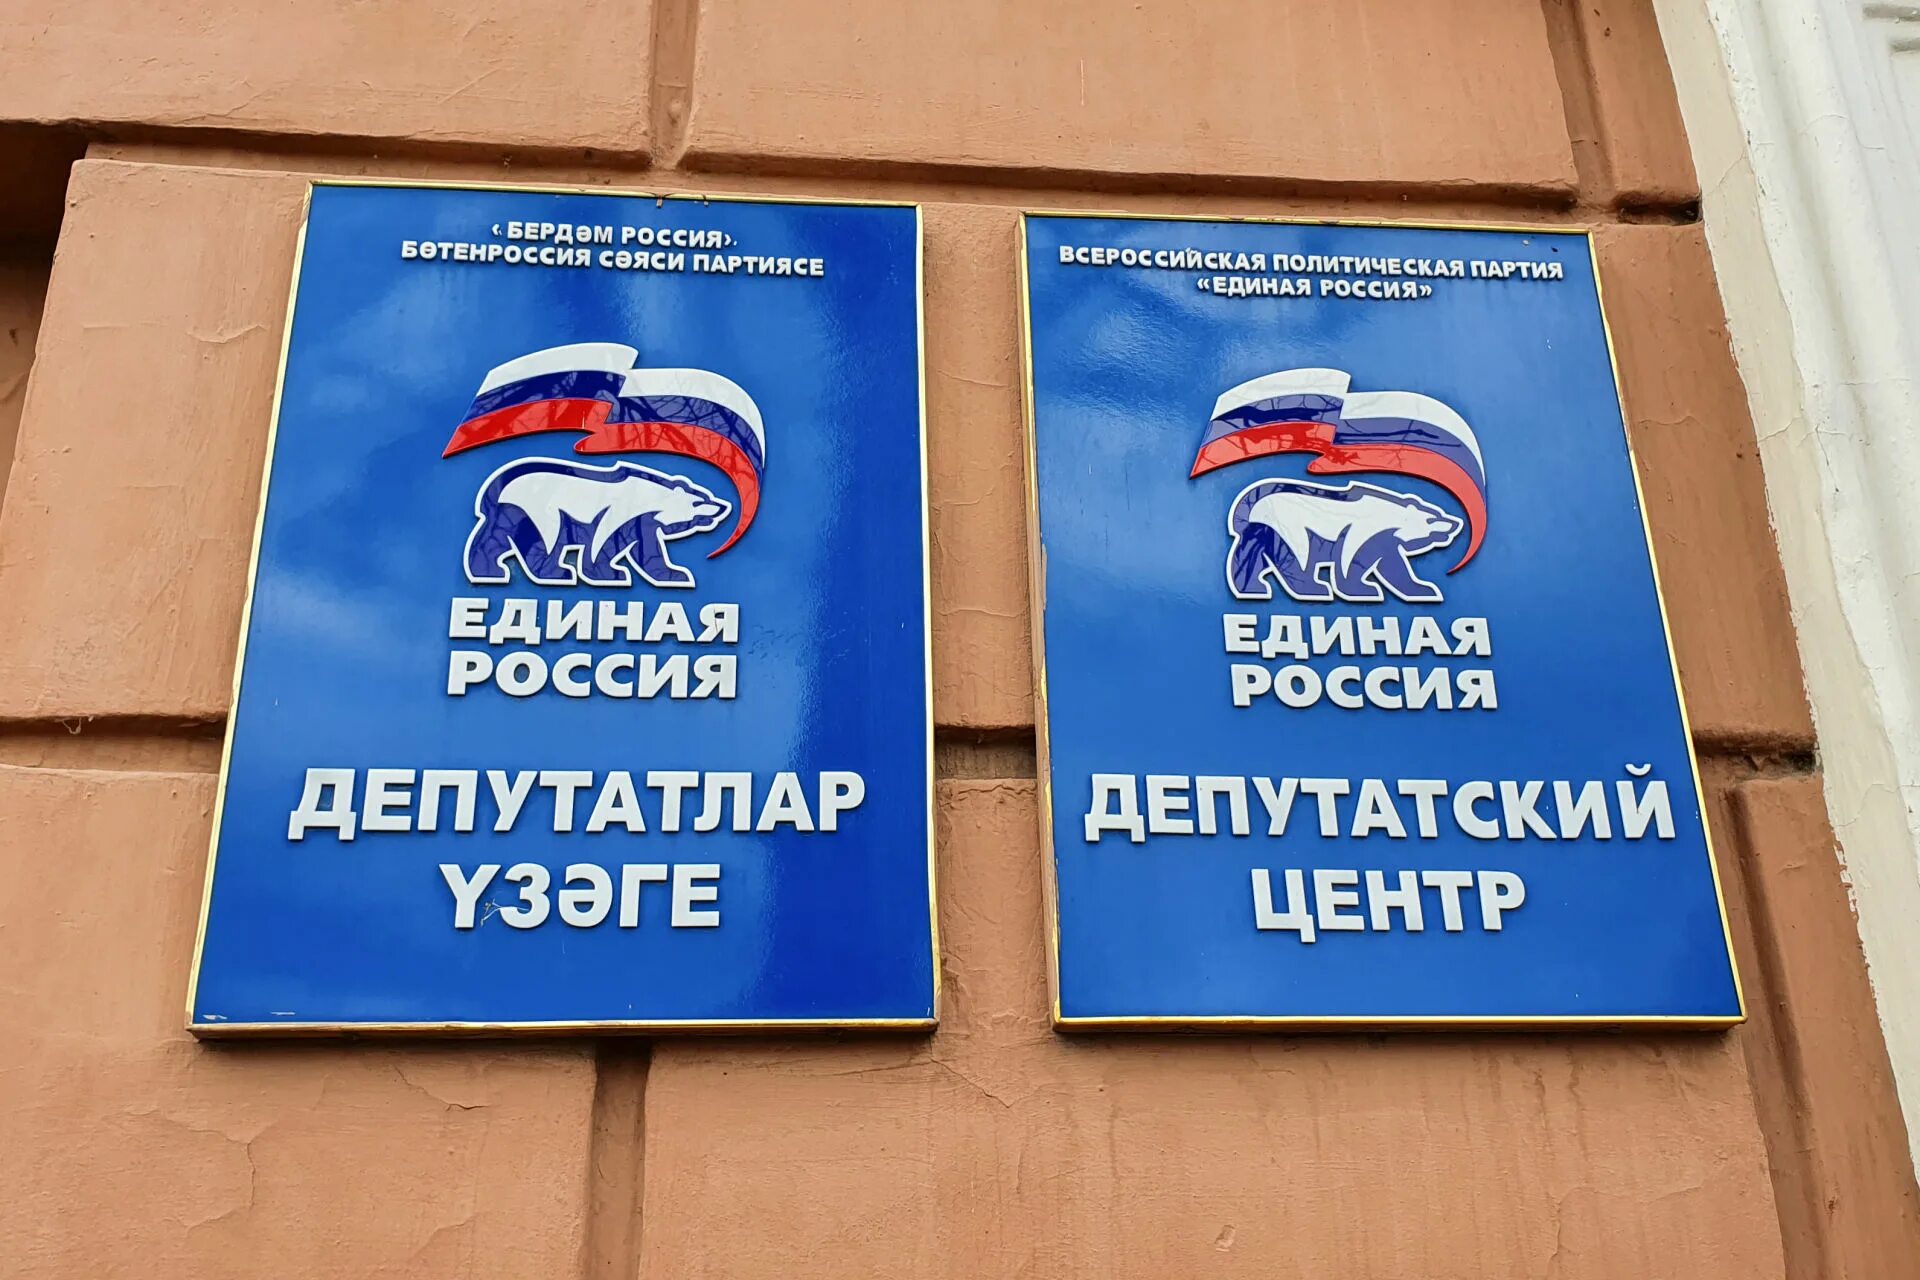 «БЕРДӘМ РОССИЯ»
БӨТЕНРОССИЯ СӘЯСИ ПАРТИЯСЕ
ЕДИНАЯ
РОССИЯ
ДЕПУТАТЛАР
ҮЗӘГЕ
ВСЕРОССИЙСКАЯ ПОЛИТИЧЕСКАЯ ПАРТИЯ
«ЕДИНАЯ РОССИЯ»
ЕДИНАЯ
РОССИЯ
ДЕПУТАТСКИЙ
ЦЕНТР